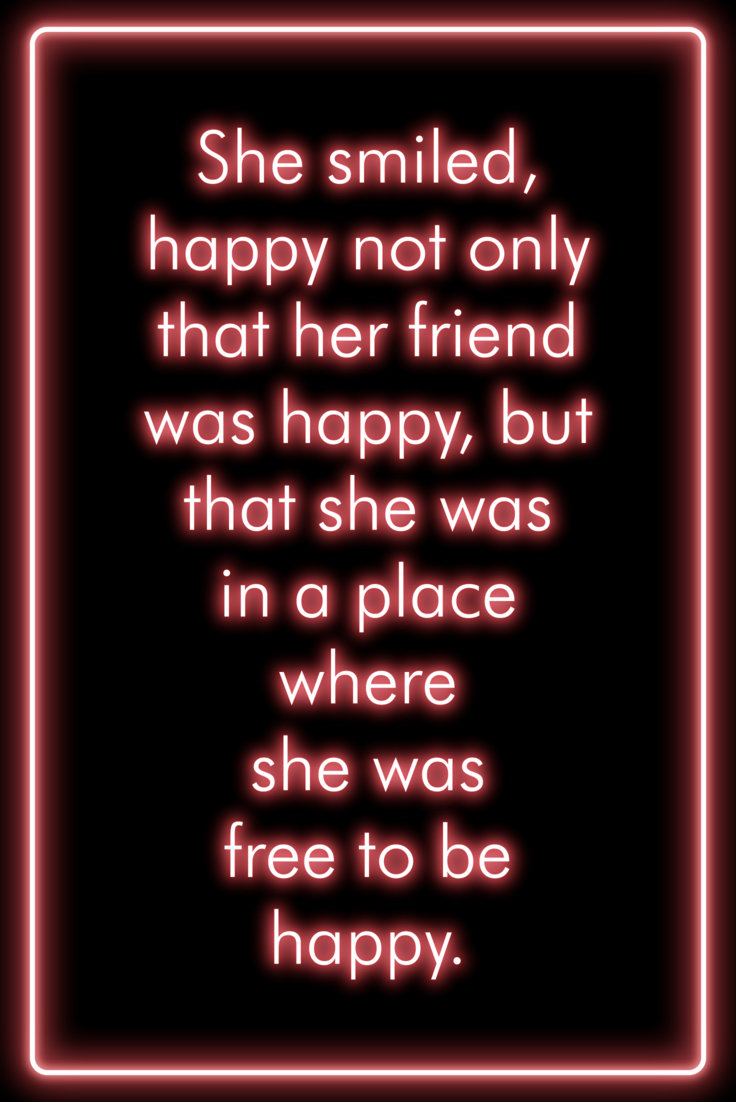 She smiled,
happy not only
that her friend
was happy, but
that she was
in a place
where
she was
free to be
happy.